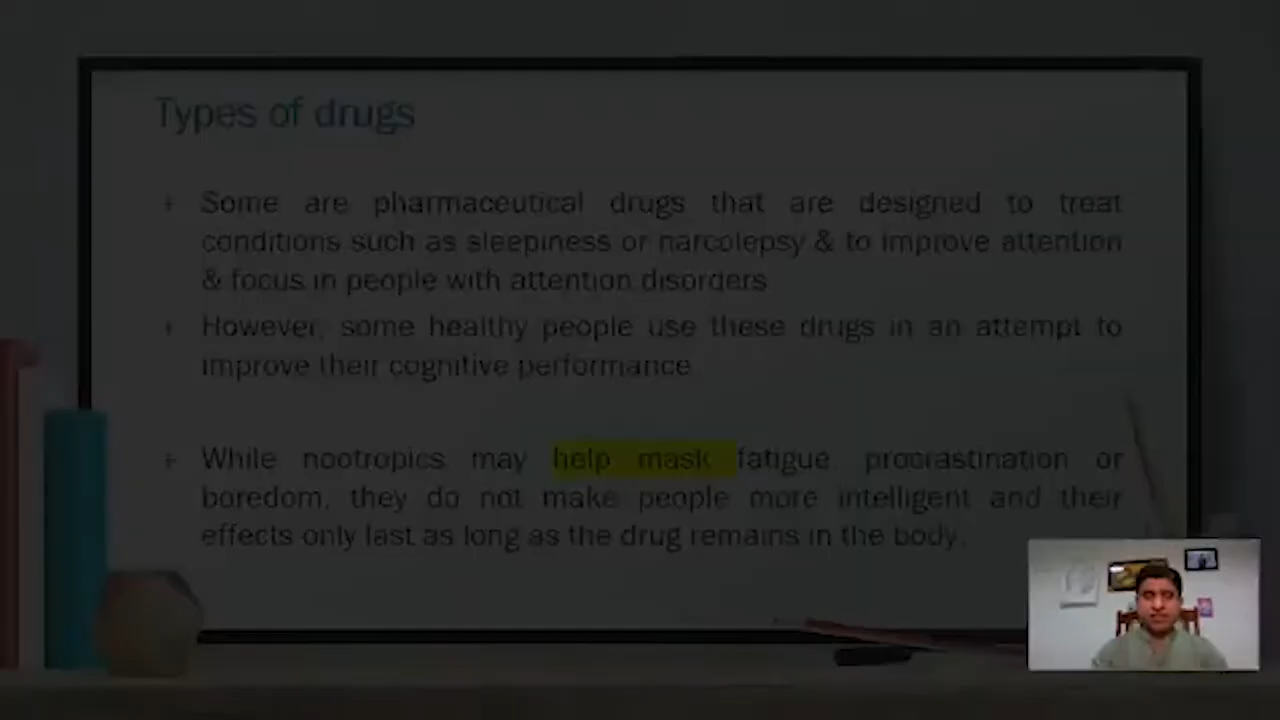 Types of drugs
Some are pharmaceutical drugs that are designed to treat
conditions such as sleepiness or narcolepsy & to improve attention
& focus in people with attention disorders
However, some healthy people use these drugs in an attempt to
improve their cognitive performance
While nootropics may help mask fatigue, procrastination or
boredom, they do not make people more intelligent and their
effects only last as long as the drug remains in the body.